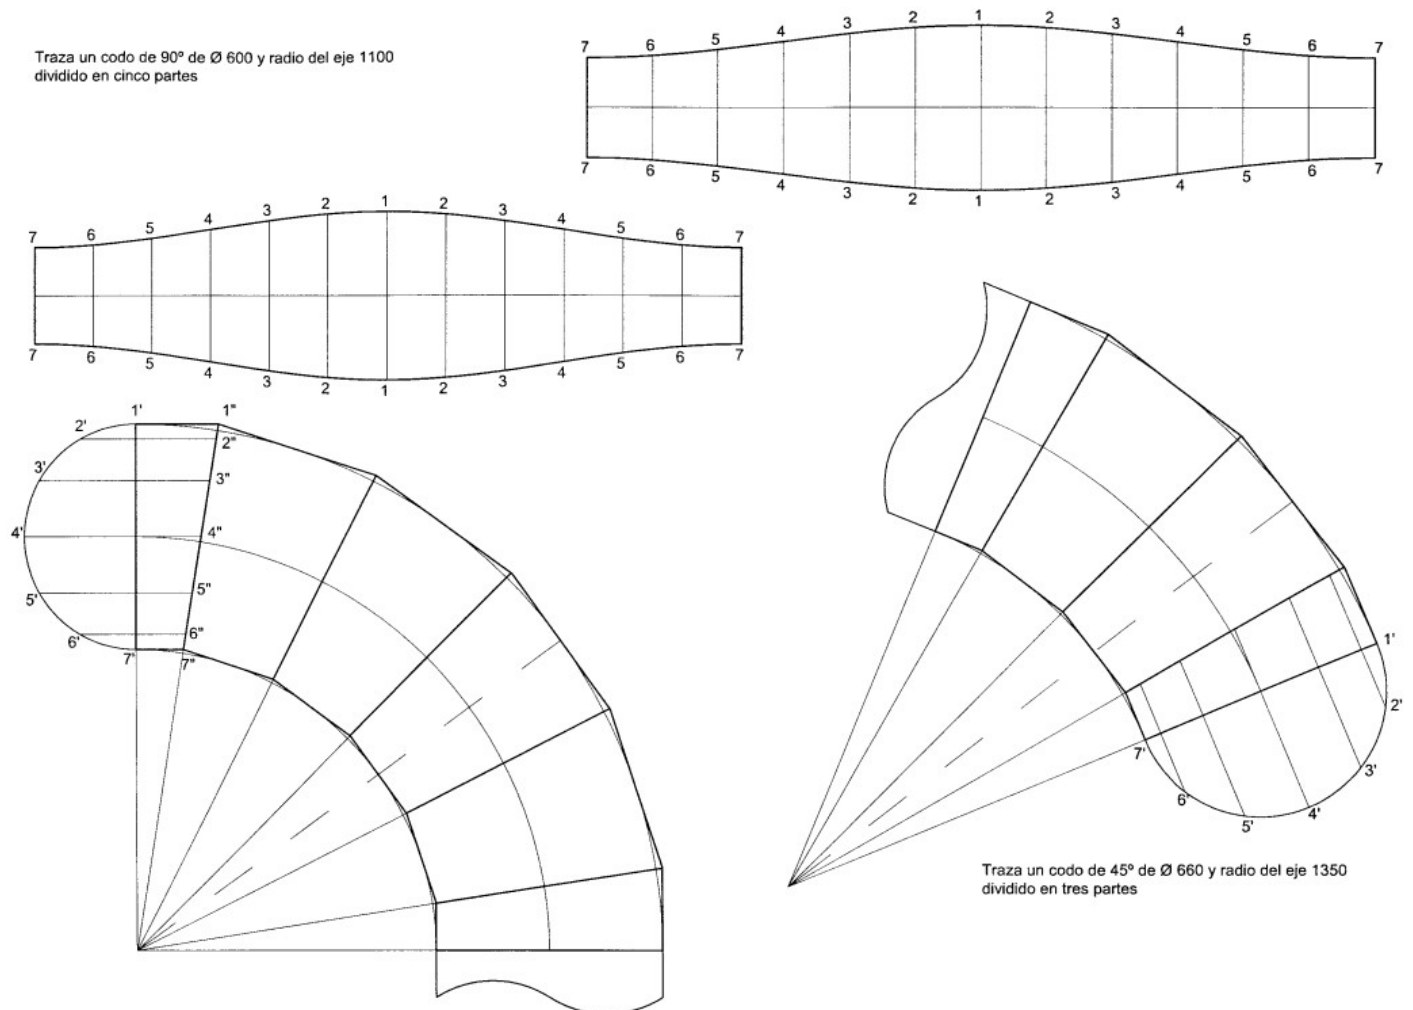 Traza un codo de 90º de Ø 600 y radio del eje 1100
dividido en cinco partes
7 6 5 4 3 2 1 2 3 4 5 6 7
7 6 5 4 3 2 1 2 3 4 5 6 7
7 6 5 4 3 2 1 2 3 4 5 6 7
7 6 5 4 3 2 1 2 3 4 5 6 7
1' 1"
2' 2"
3' 3"
4' 4"
5' 5"
6' 6"
7' 7"
1'
2'
3'
4'
5'
6'
7'
Traza un codo de 45º de Ø 660 y radio del eje 1350
dividido en tres partes